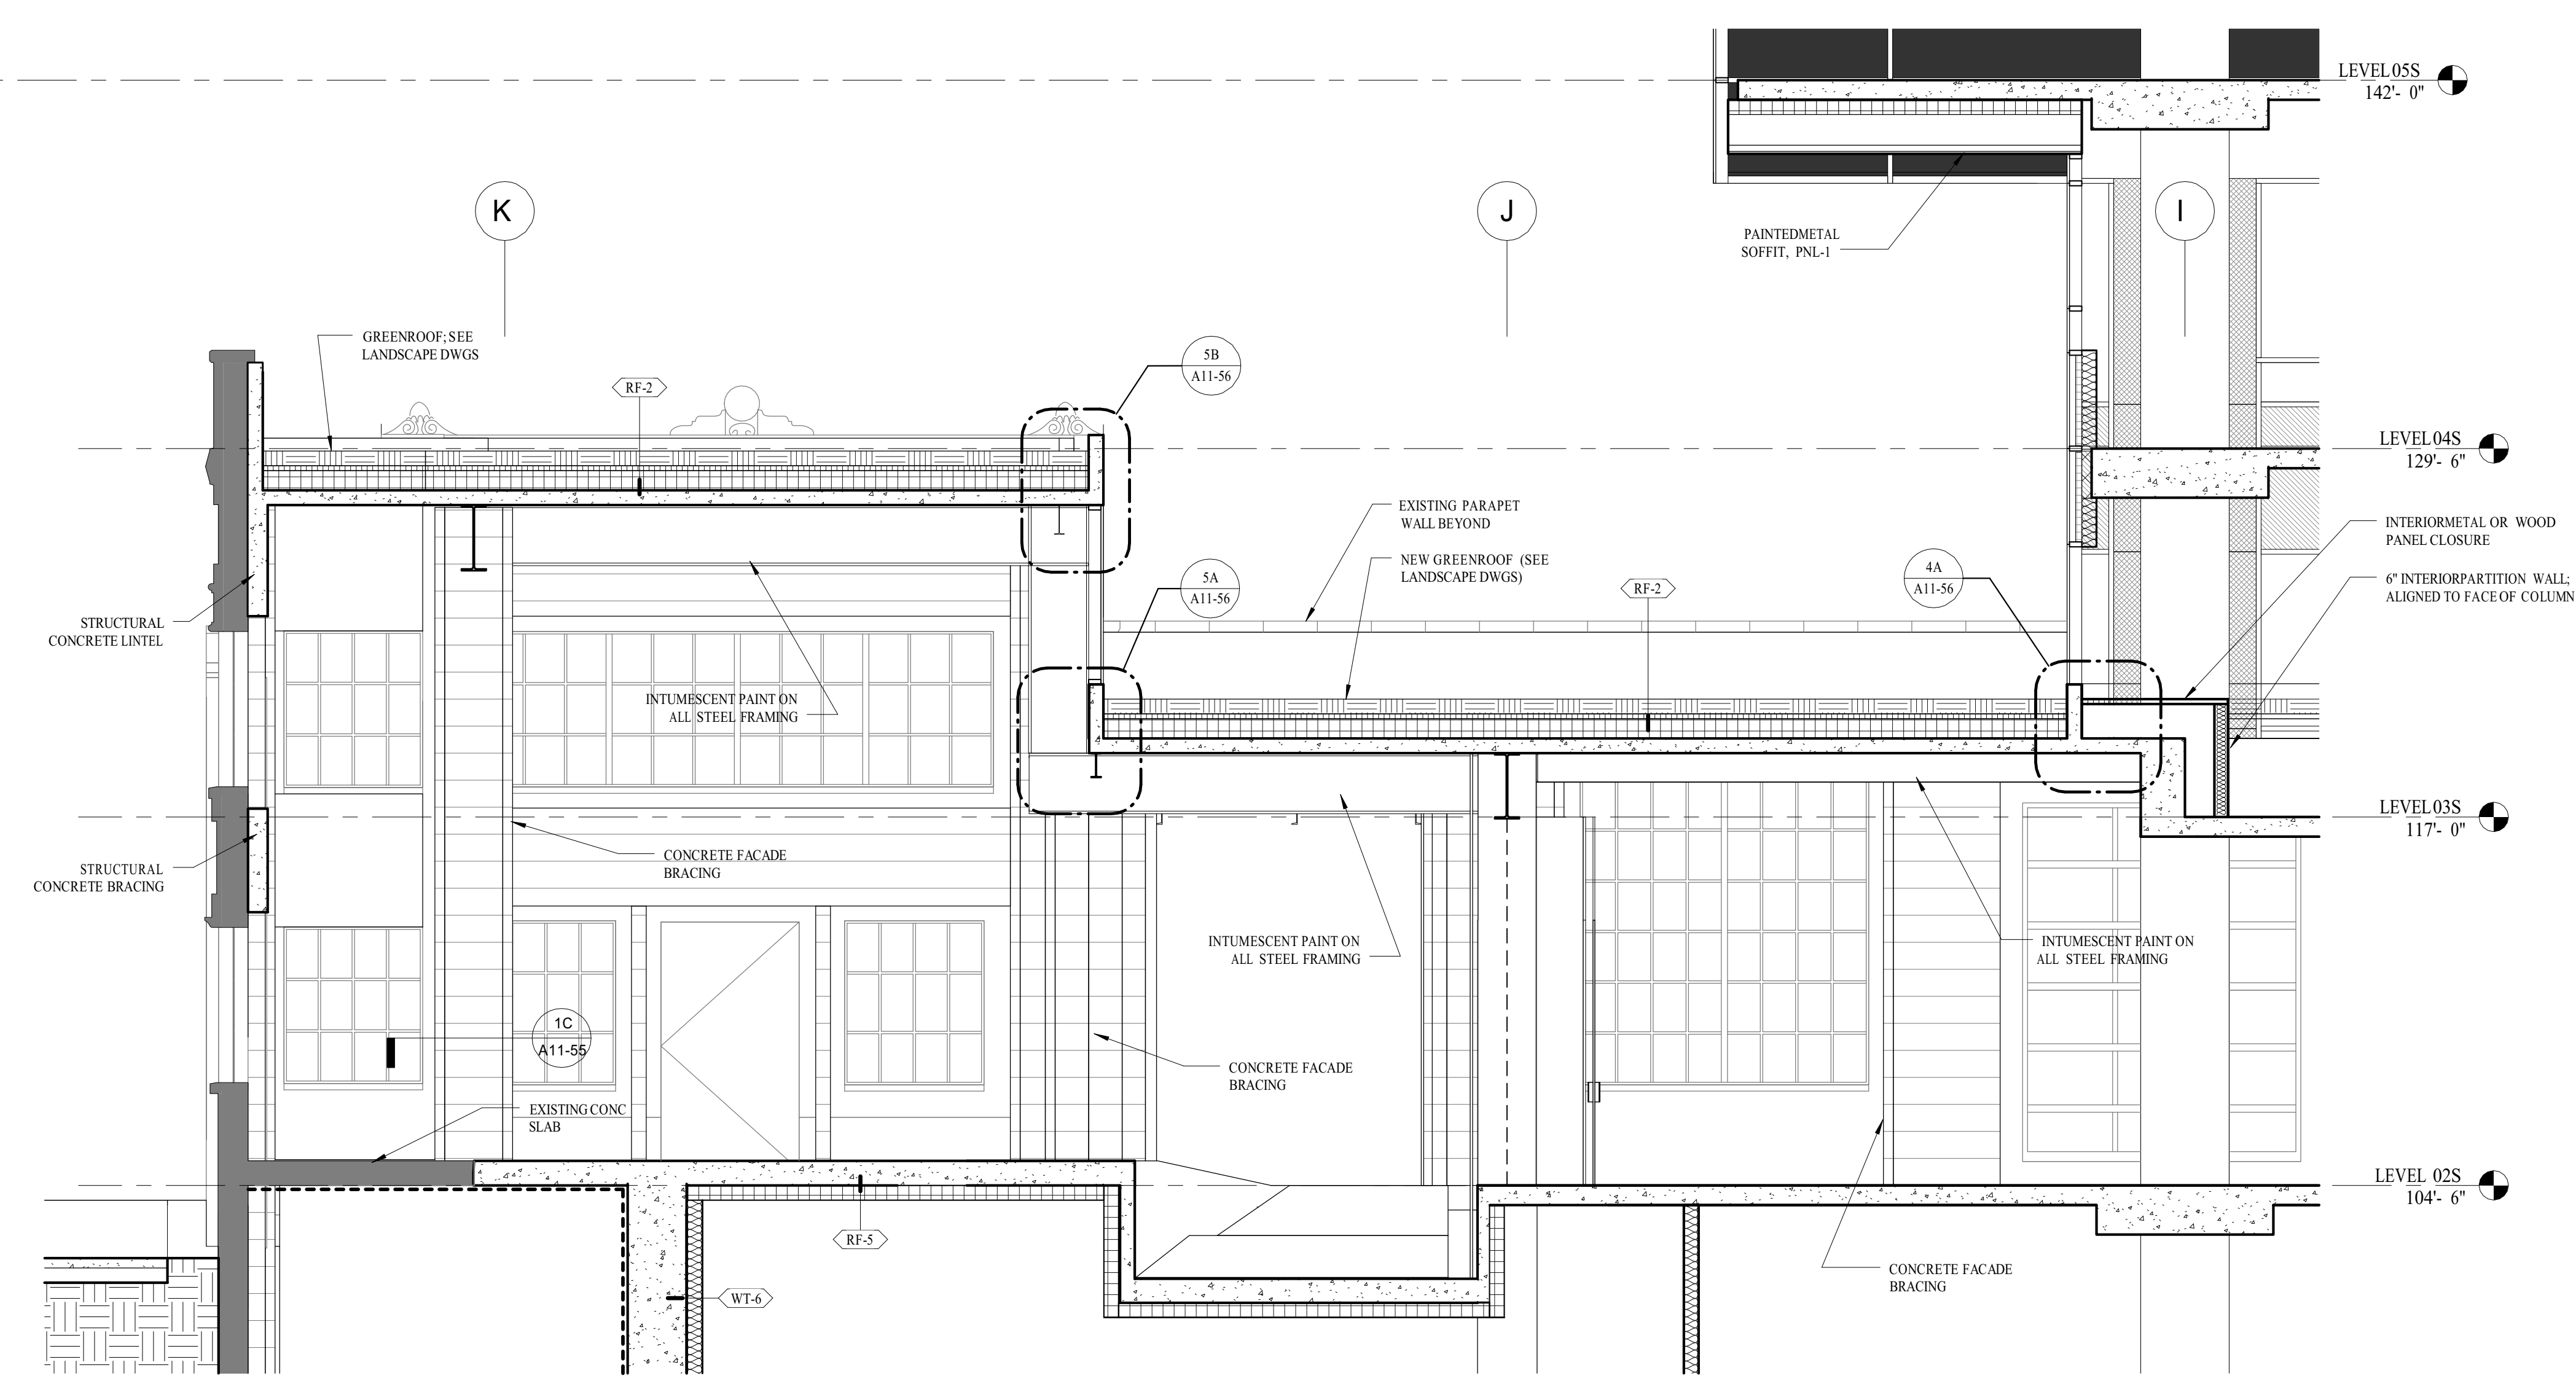 LEVEL 05S
142'- 0"
K
J
I
PAINTEDMETAL
SOFFIT, PNL-1
GREENROOF; SEE
LANDSCAPE DWGS
5B
A11-56
RF-2
LEVEL 04S
129'- 6"
EXISTING PARAPET
WALL BEYOND
INTERIORMETAL OR WOOD
PANEL CLOSURE
NEW GREENROOF (SEE
LANDSCAPE DWGS)
5A
A11-56
RF-2
4A
A11-56
6" INTERIORPARTITION WALL;
ALIGNED TO FACE OF COLUMN
STRUCTURAL
CONCRETE LINTEL
INTUMESCENT PAINT ON
ALL STEEL FRAMING
LEVEL 03S
117'- 0"
CONCRETE FACADE
BRACING
STRUCTURAL
CONCRETE BRACING
INTUMESCENT PAINT ON
ALL STEEL FRAMING
INTUMESCENT PAINT ON
ALL STEEL FRAMING
1C
A11-55
CONCRETE FACADE
BRACING
EXISTING CONC
SLAB
LEVEL 02S
104'- 6"
RF-5
CONCRETE FACADE
BRACING
WT-6